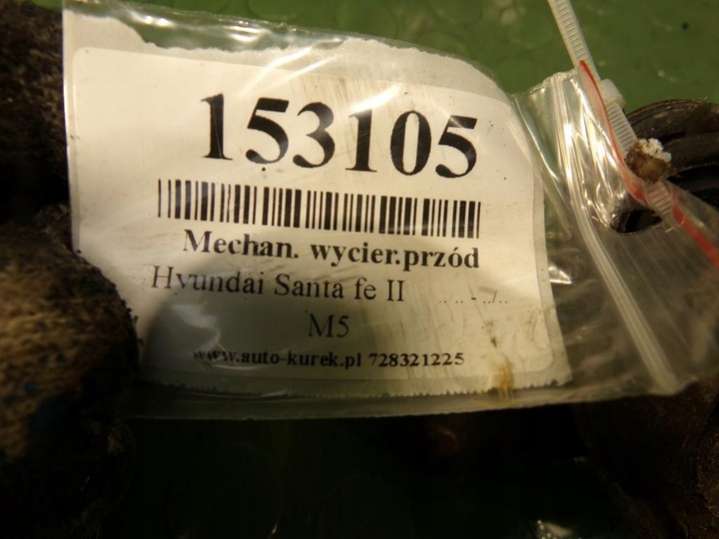 153105
Mechan. wycier.przód
Hyundai Santa fe II
M5
www.auto-kurek.pl 728321225